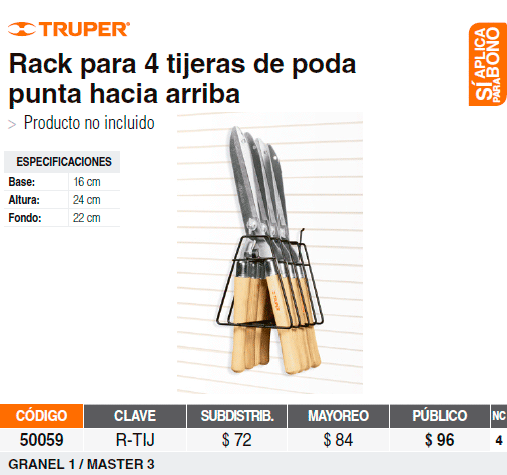 TRUPER®
SÍ APLICA
PARA BONO
Rack para 4 tijeras de poda
punta hacia arriba
> Producto no incluido
ESPECIFICACIONES
Base: 16 cm
Altura: 24 cm
Fondo: 22 cm
TRUPER
CÓDIGO CLAVE SUBDISTRIB. MAYOREO PÚBLICO NC
50059 R-TIJ $ 72 $ 84 $ 96 4
GRANEL 1 / MASTER 3